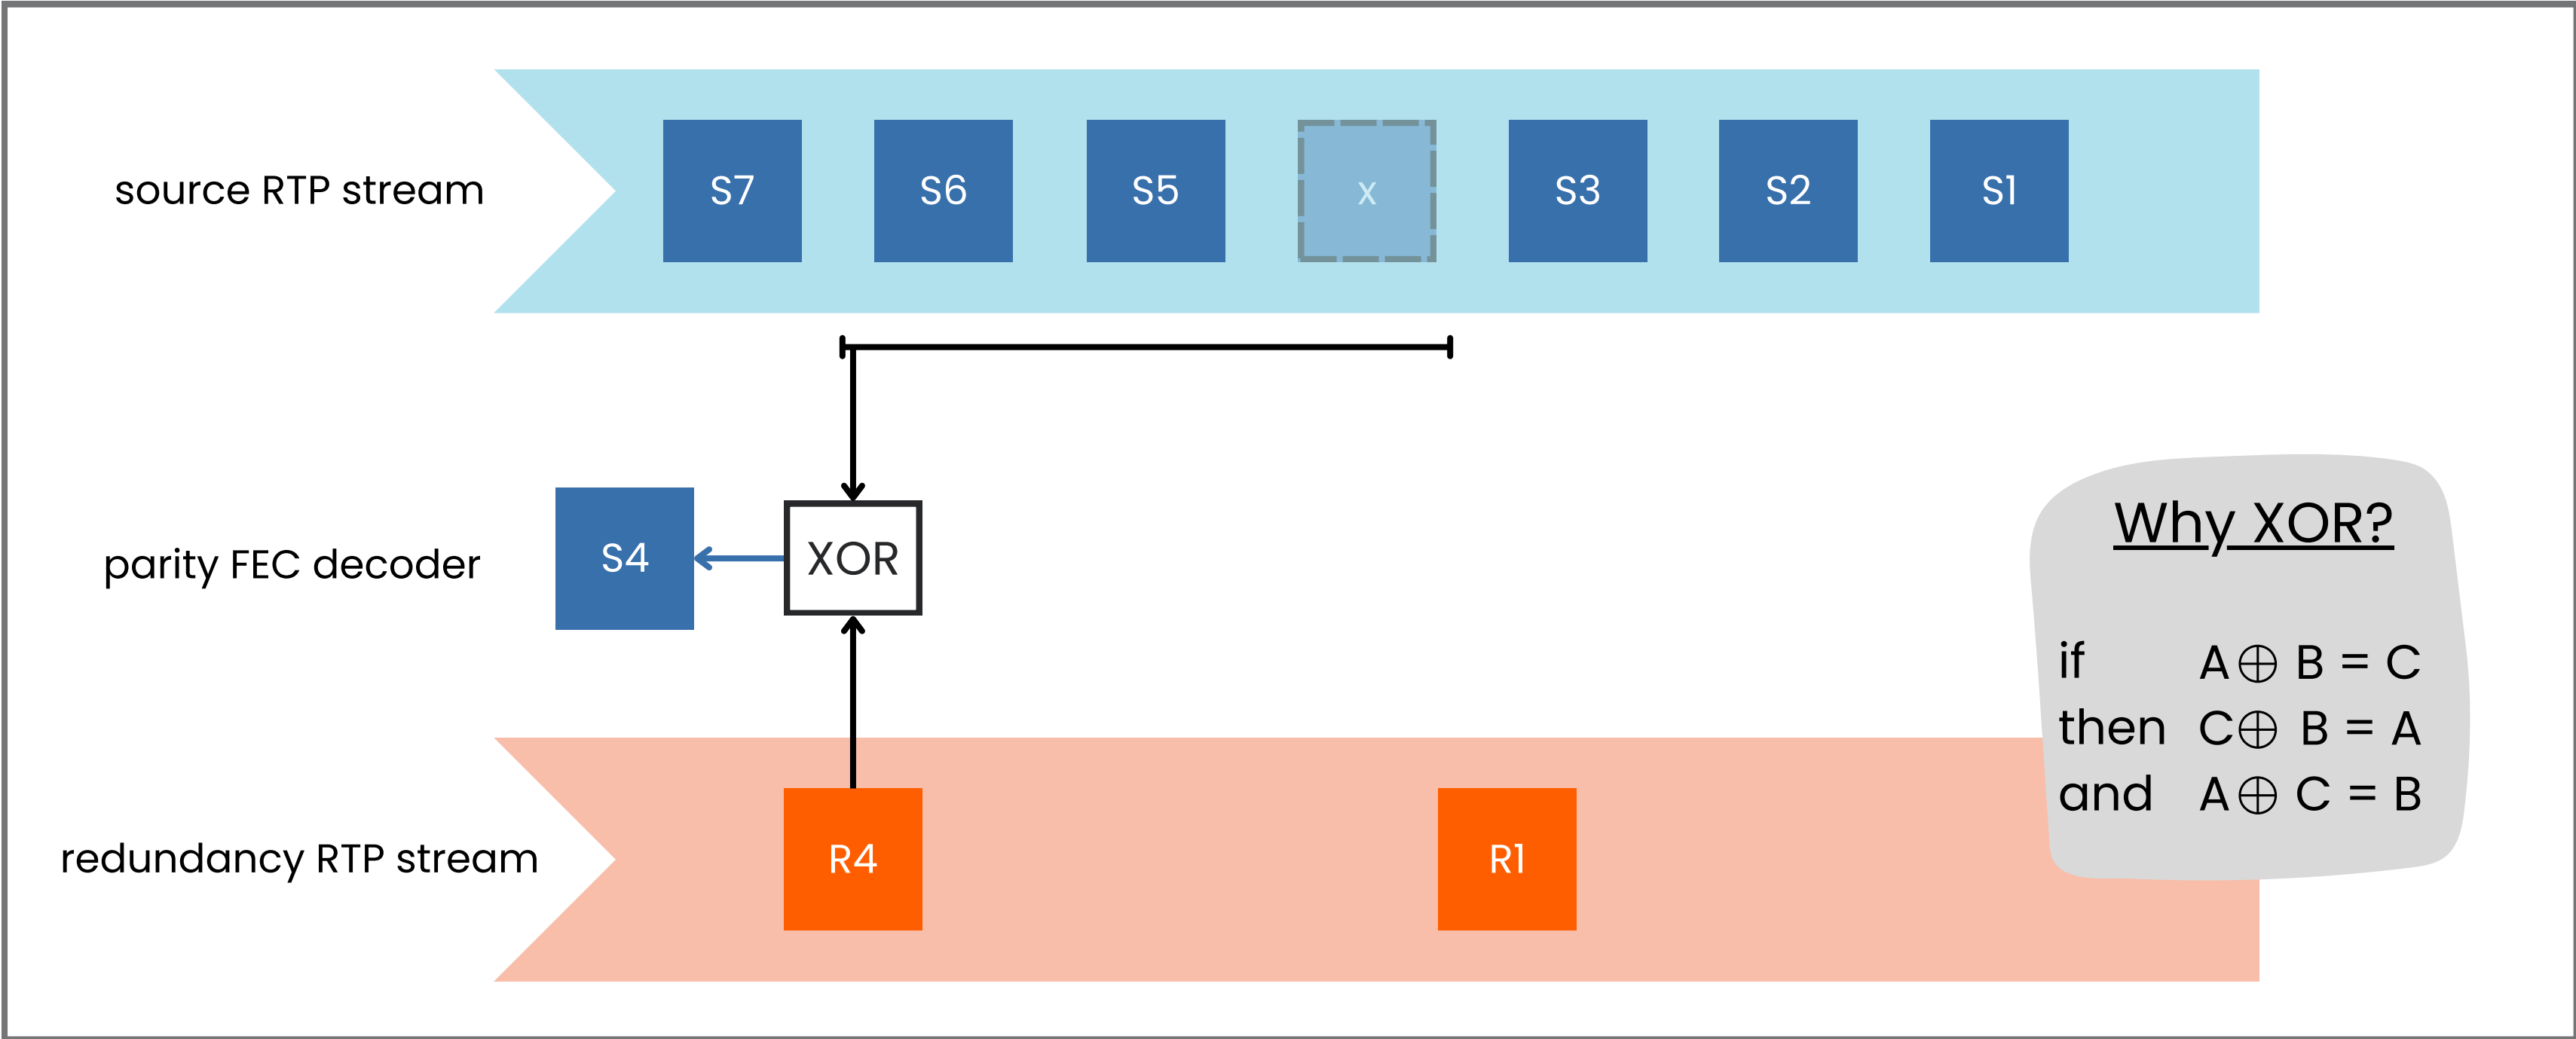 source RTP stream
S7
S6
S5
x
S3
S2
S1
parity FEC decoder
S4
XOR
Why XOR?
if A ⊕ B = C
then C ⊕ B = A
and A ⊕ C = B
redundancy RTP stream
R4
R1